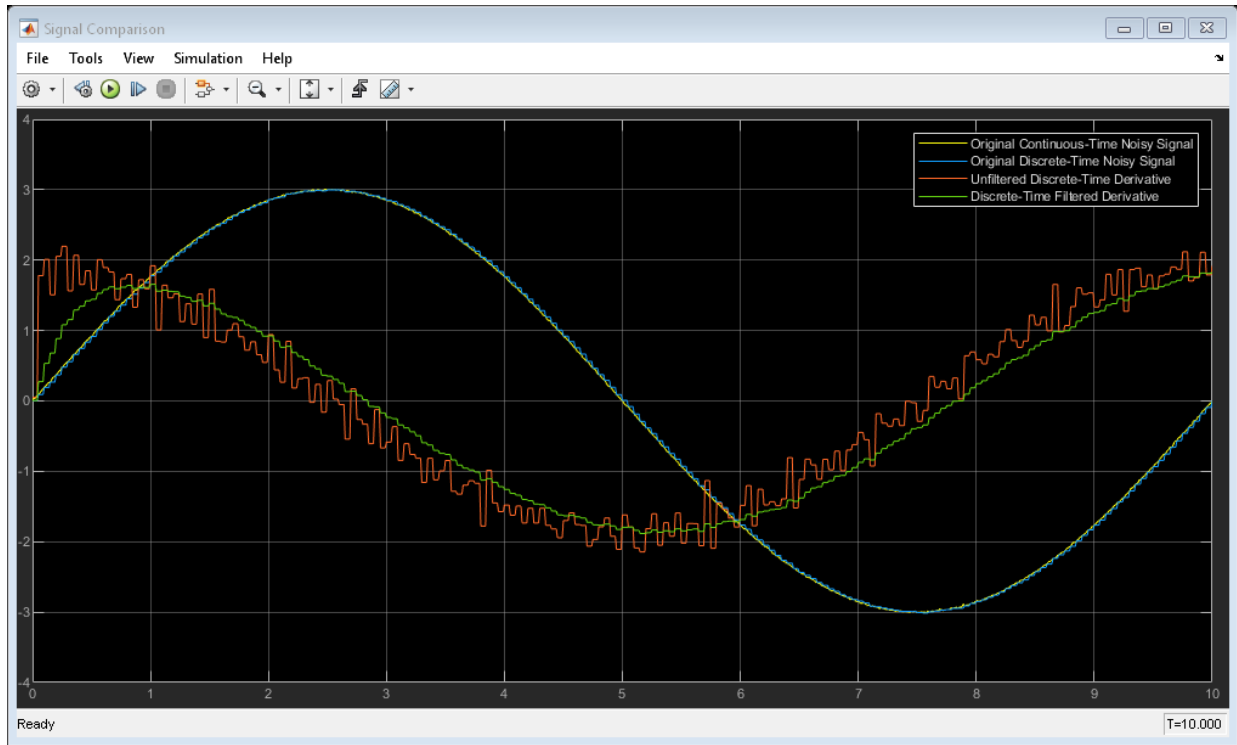 Signal Comparison
File Tools View Simulation Help
4
3
2
1
0
-1
-2
-3
-4
Original Continuous-Time Noisy Signal
Original Discrete-Time Noisy Signal
Unfiltered Discrete-Time Derivative
Discrete-Time Filtered Derivative
0 1 2 3 4 5 6 7 8 9 10
Ready T=10.000